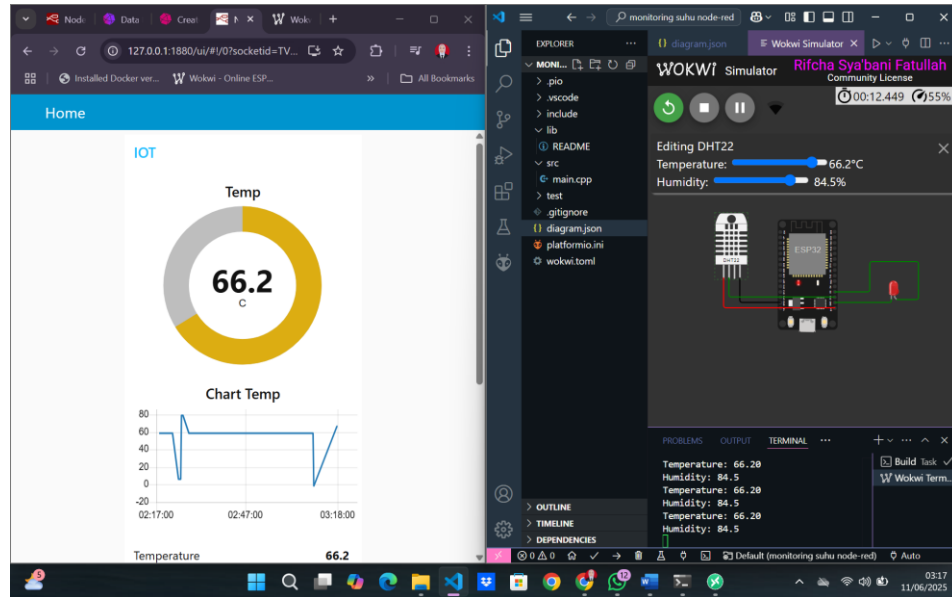 Node
Data
Creat
N
Woki
127.0.0.1:1880/ui/#!/0?socketid=TV...
Installed Docker ver...
Wokwi - Online ESP...
»
All Bookmarks
Home
IOT
Temp
66.2
C
Chart Temp
80
60
40
20
0
-20
02:17:00
02:47:00
03:18:00
Temperature
66.2
monitoring suhu node-red
EXPLORER
MONI...
.pio
.vscode
include
lib
README
src
main.cpp
test
.gitignore
diagram.json
platformio.ini
wokwi.toml
OUTLINE
TIMELINE
DEPENDENCIES
diagram.json
Wokwi Simulator
WOKWI Simulator
Rifcha Sya'bani Fatullah
Community License
00:12.449
55%
Editing DHT22
Temperature: 66.2°C
Humidity: 84.5%
DHT22
ESP32
PROBLEMS OUTPUT TERMINAL ...
Temperature: 66.20
Humidity: 84.5
Temperature: 66.20
Humidity: 84.5
Temperature: 66.20
Humidity: 84.5
Build Task
Wokwi Term...
0 0
Default (monitoring suhu node-red)
Auto
5
12
03:17
11/06/2025